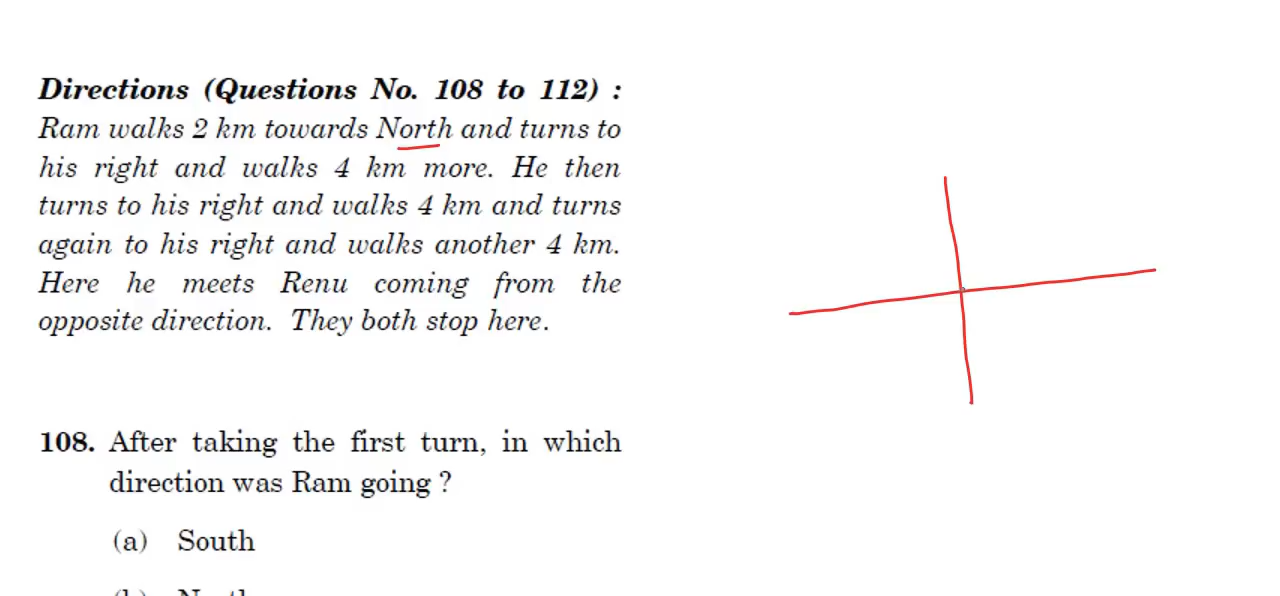 Directions (Questions No. 108 to 112) :
Ram walks 2 km towards North and turns to
his right and walks 4 km more. He then
turns to his right and walks 4 km and turns
again to his right and walks another 4 km.
Here he meets Renu coming from the
opposite direction. They both stop here.
108. After taking the first turn, in which
direction was Ram going ?
(a) South